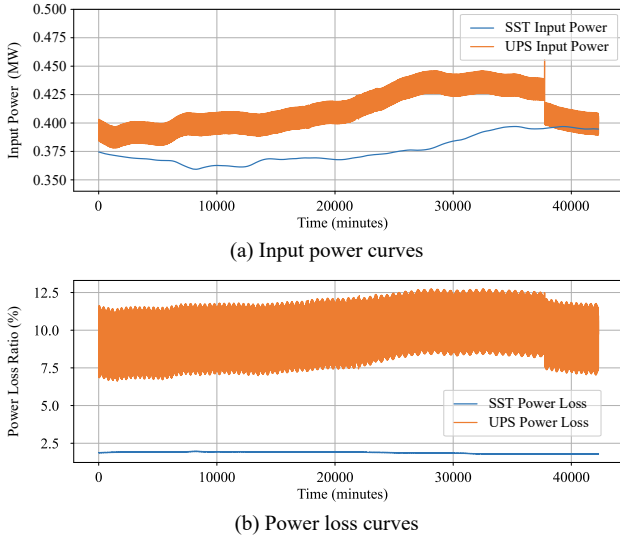 0.500
0.475
0.450
0.425
0.400
0.375
0.350
Input Power (MW)
SST Input Power
UPS Input Power
0 10000 20000 30000 40000
Time (minutes)
(a) Input power curves
12.5
10.0
7.5
5.0
2.5
Power Loss Ratio (%)
SST Power Loss
UPS Power Loss
0 10000 20000 30000 40000
Time (minutes)
(b) Power loss curves